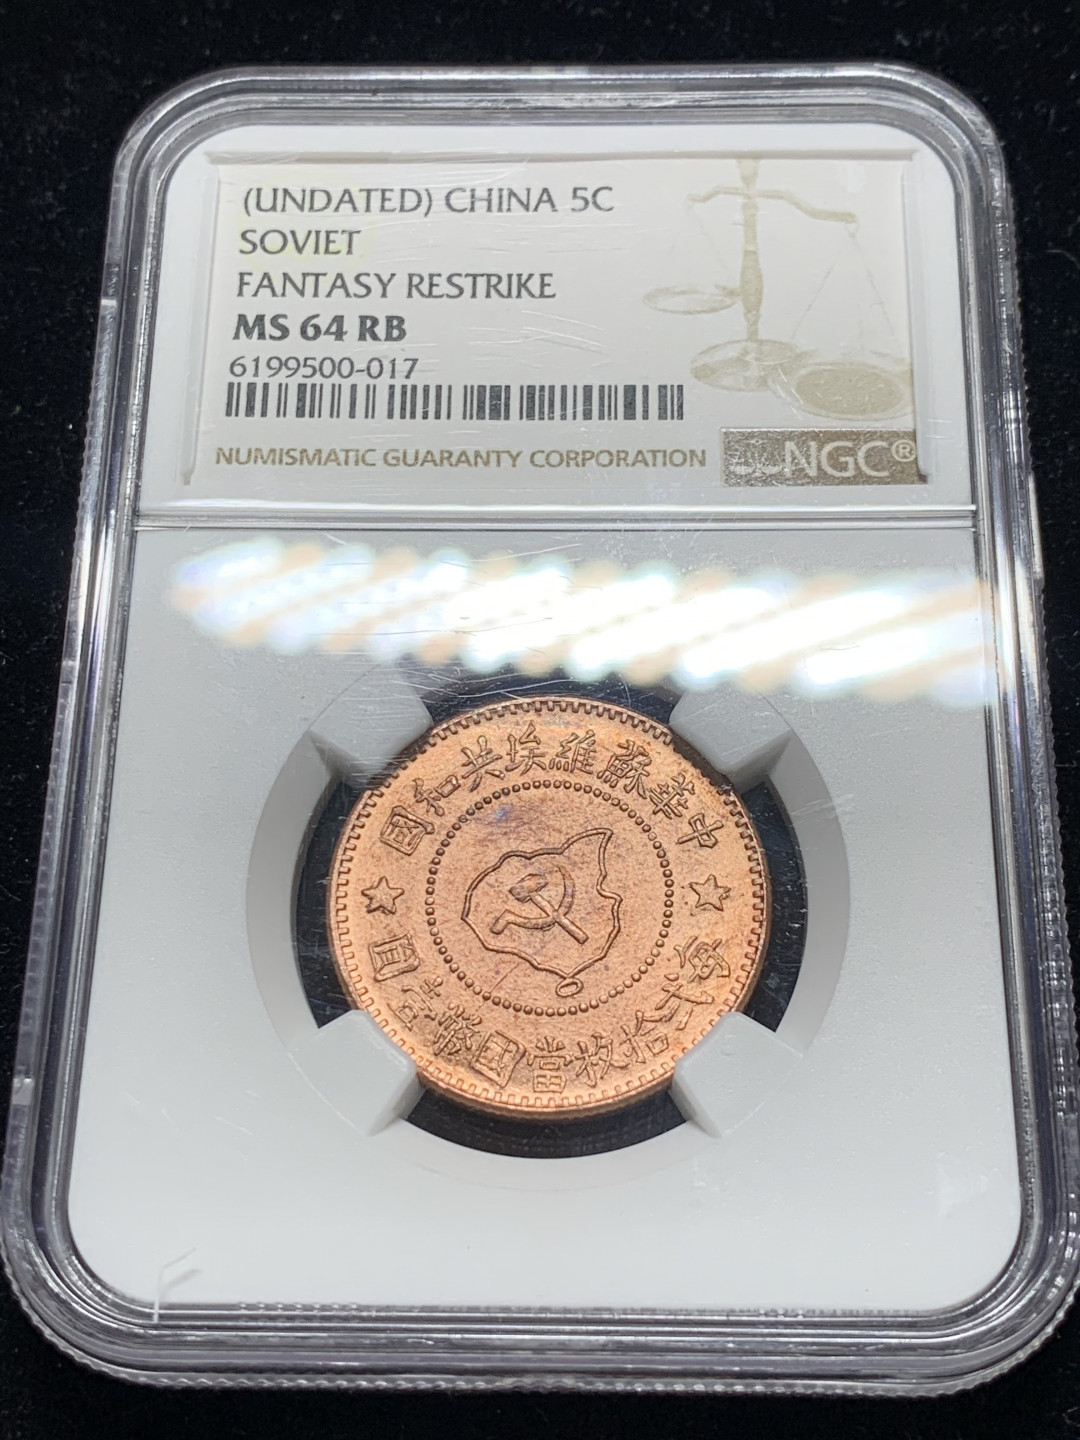 (UNDATED) CHINA 5C
SOVIET
FANTASY RESTRIKE
MS 64 RB
6199500-017
NUMISMATIC GUARANTY CORPORATION NGC®
中華蘇維埃共和國
每弍拾枚當國幣壹圓